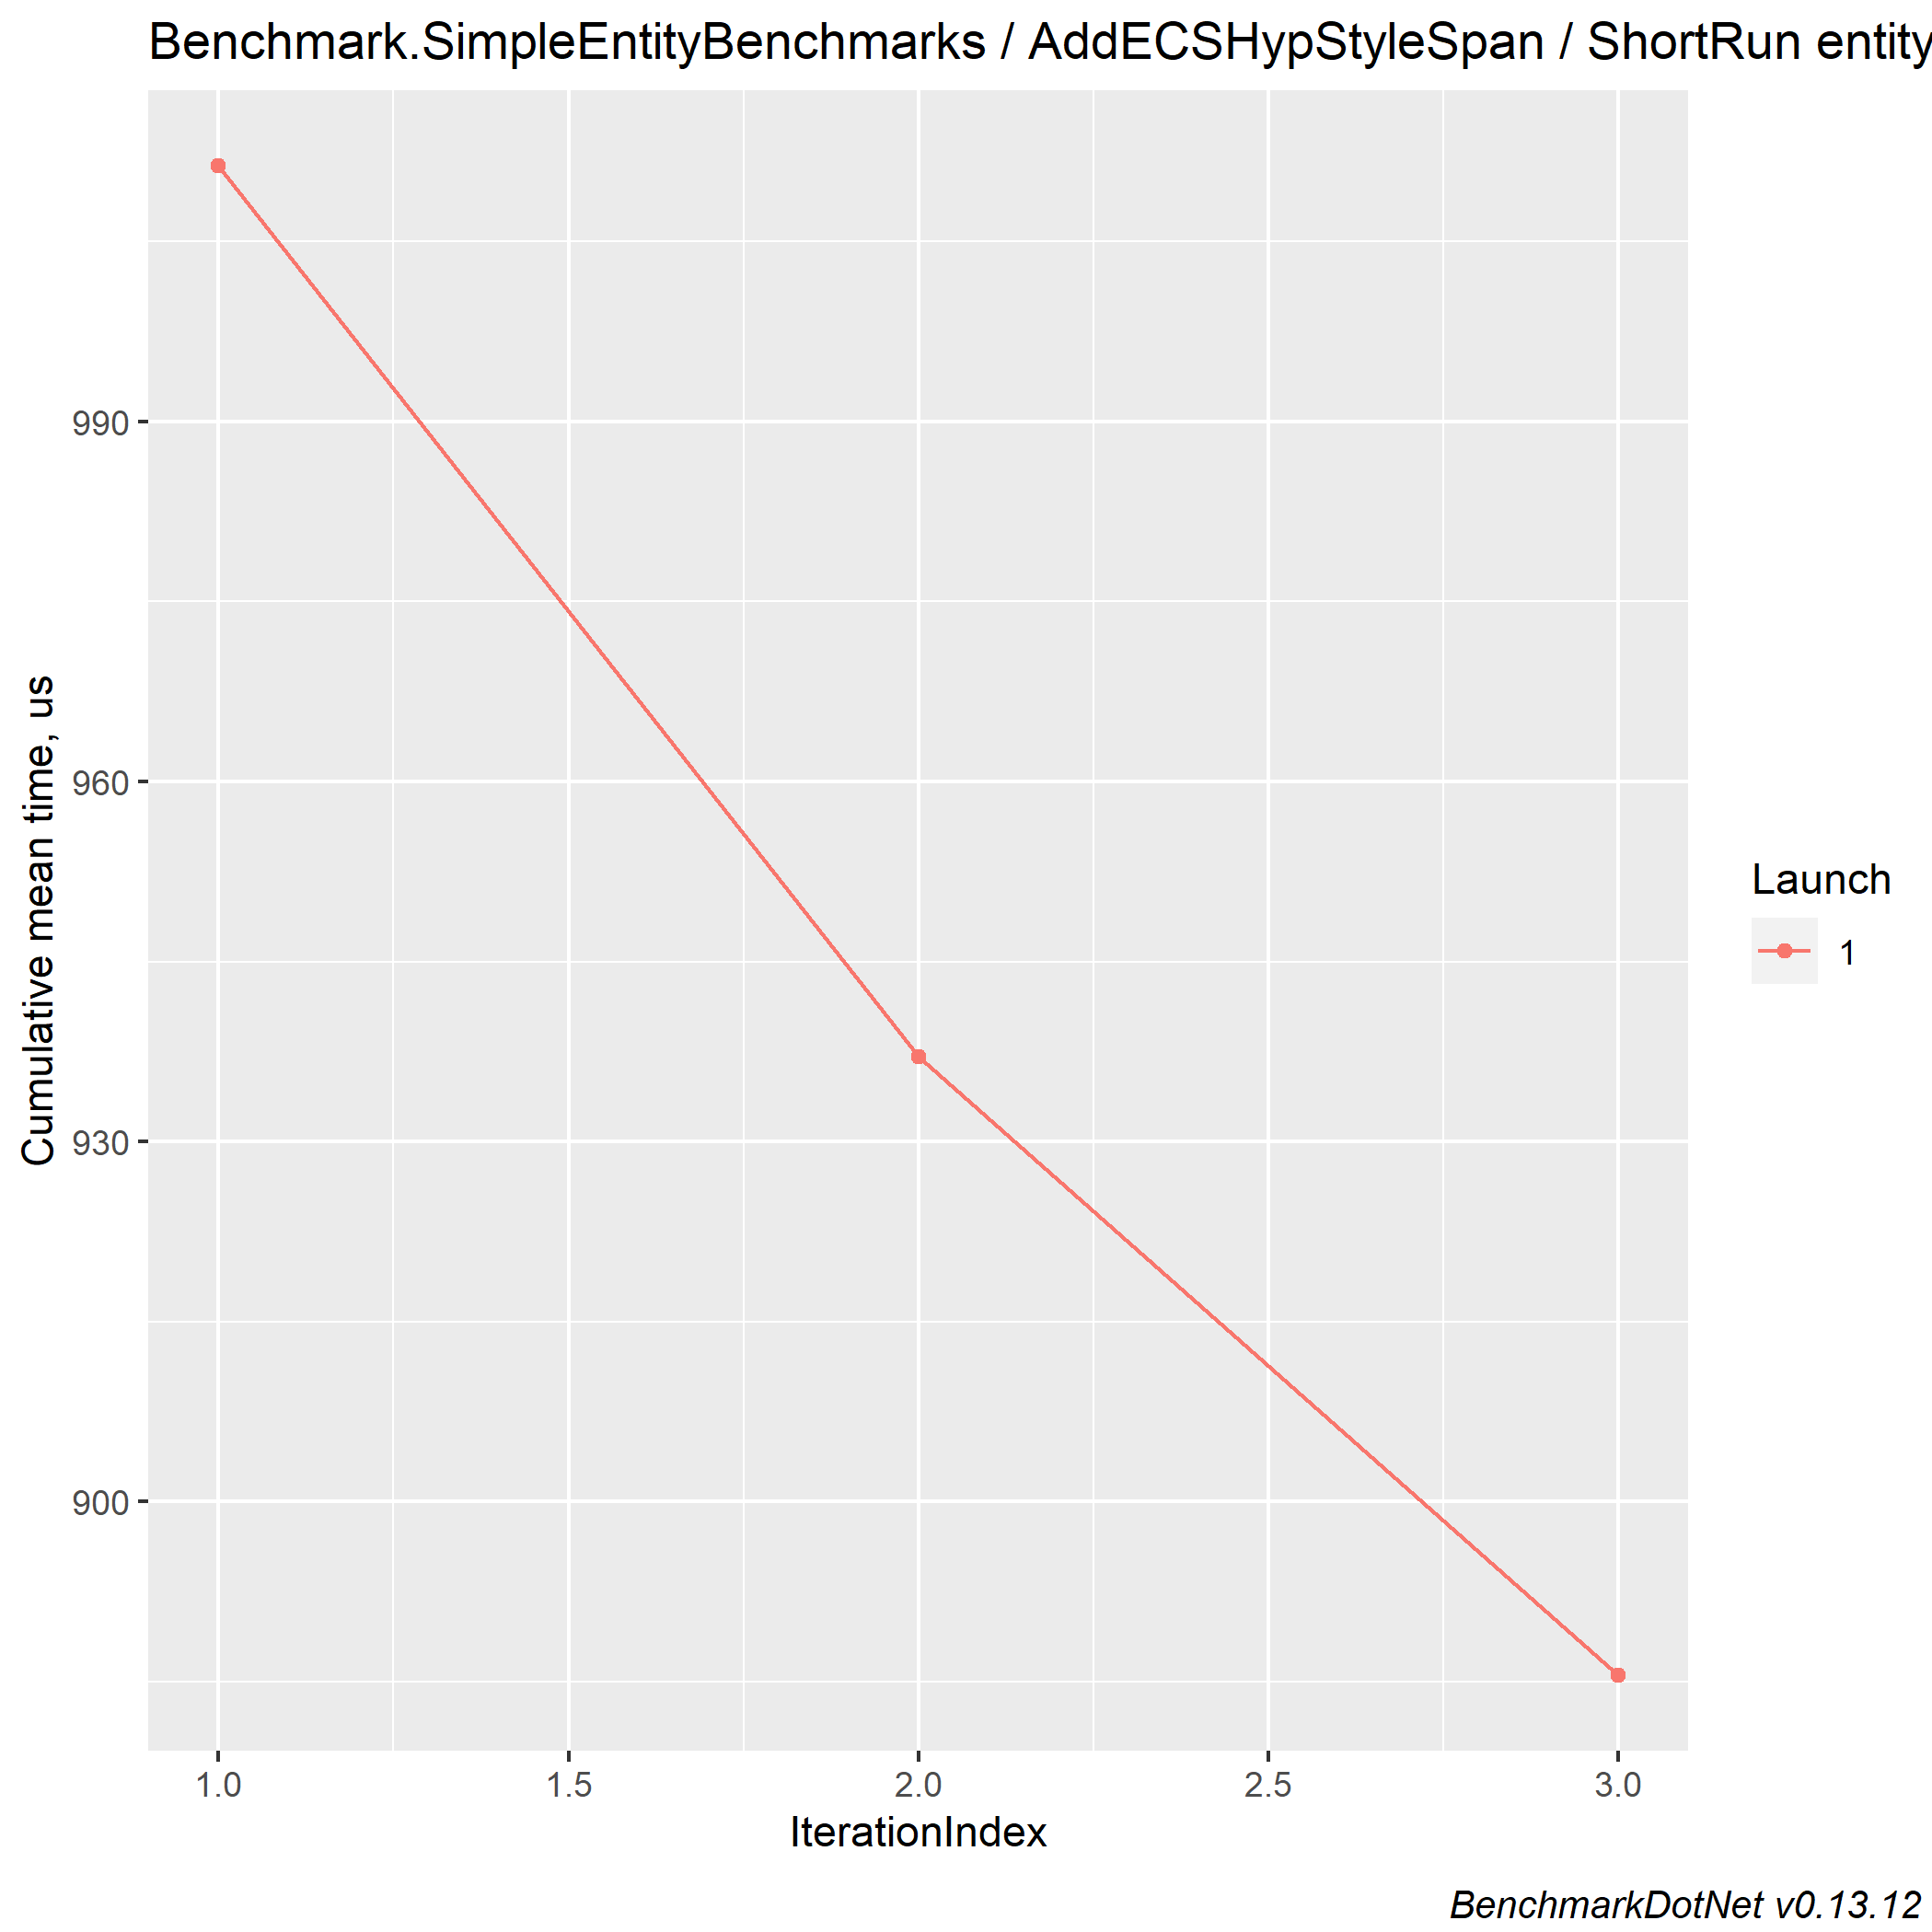 Benchmark.SimpleEntityBenchmarks / AddECSHypStyleSpan / ShortRun entity
990
960
930
900
Cumulative mean time, us
1.0 1.5 2.0 2.5 3.0
IterationIndex
Launch
1
BenchmarkDotNet v0.13.12